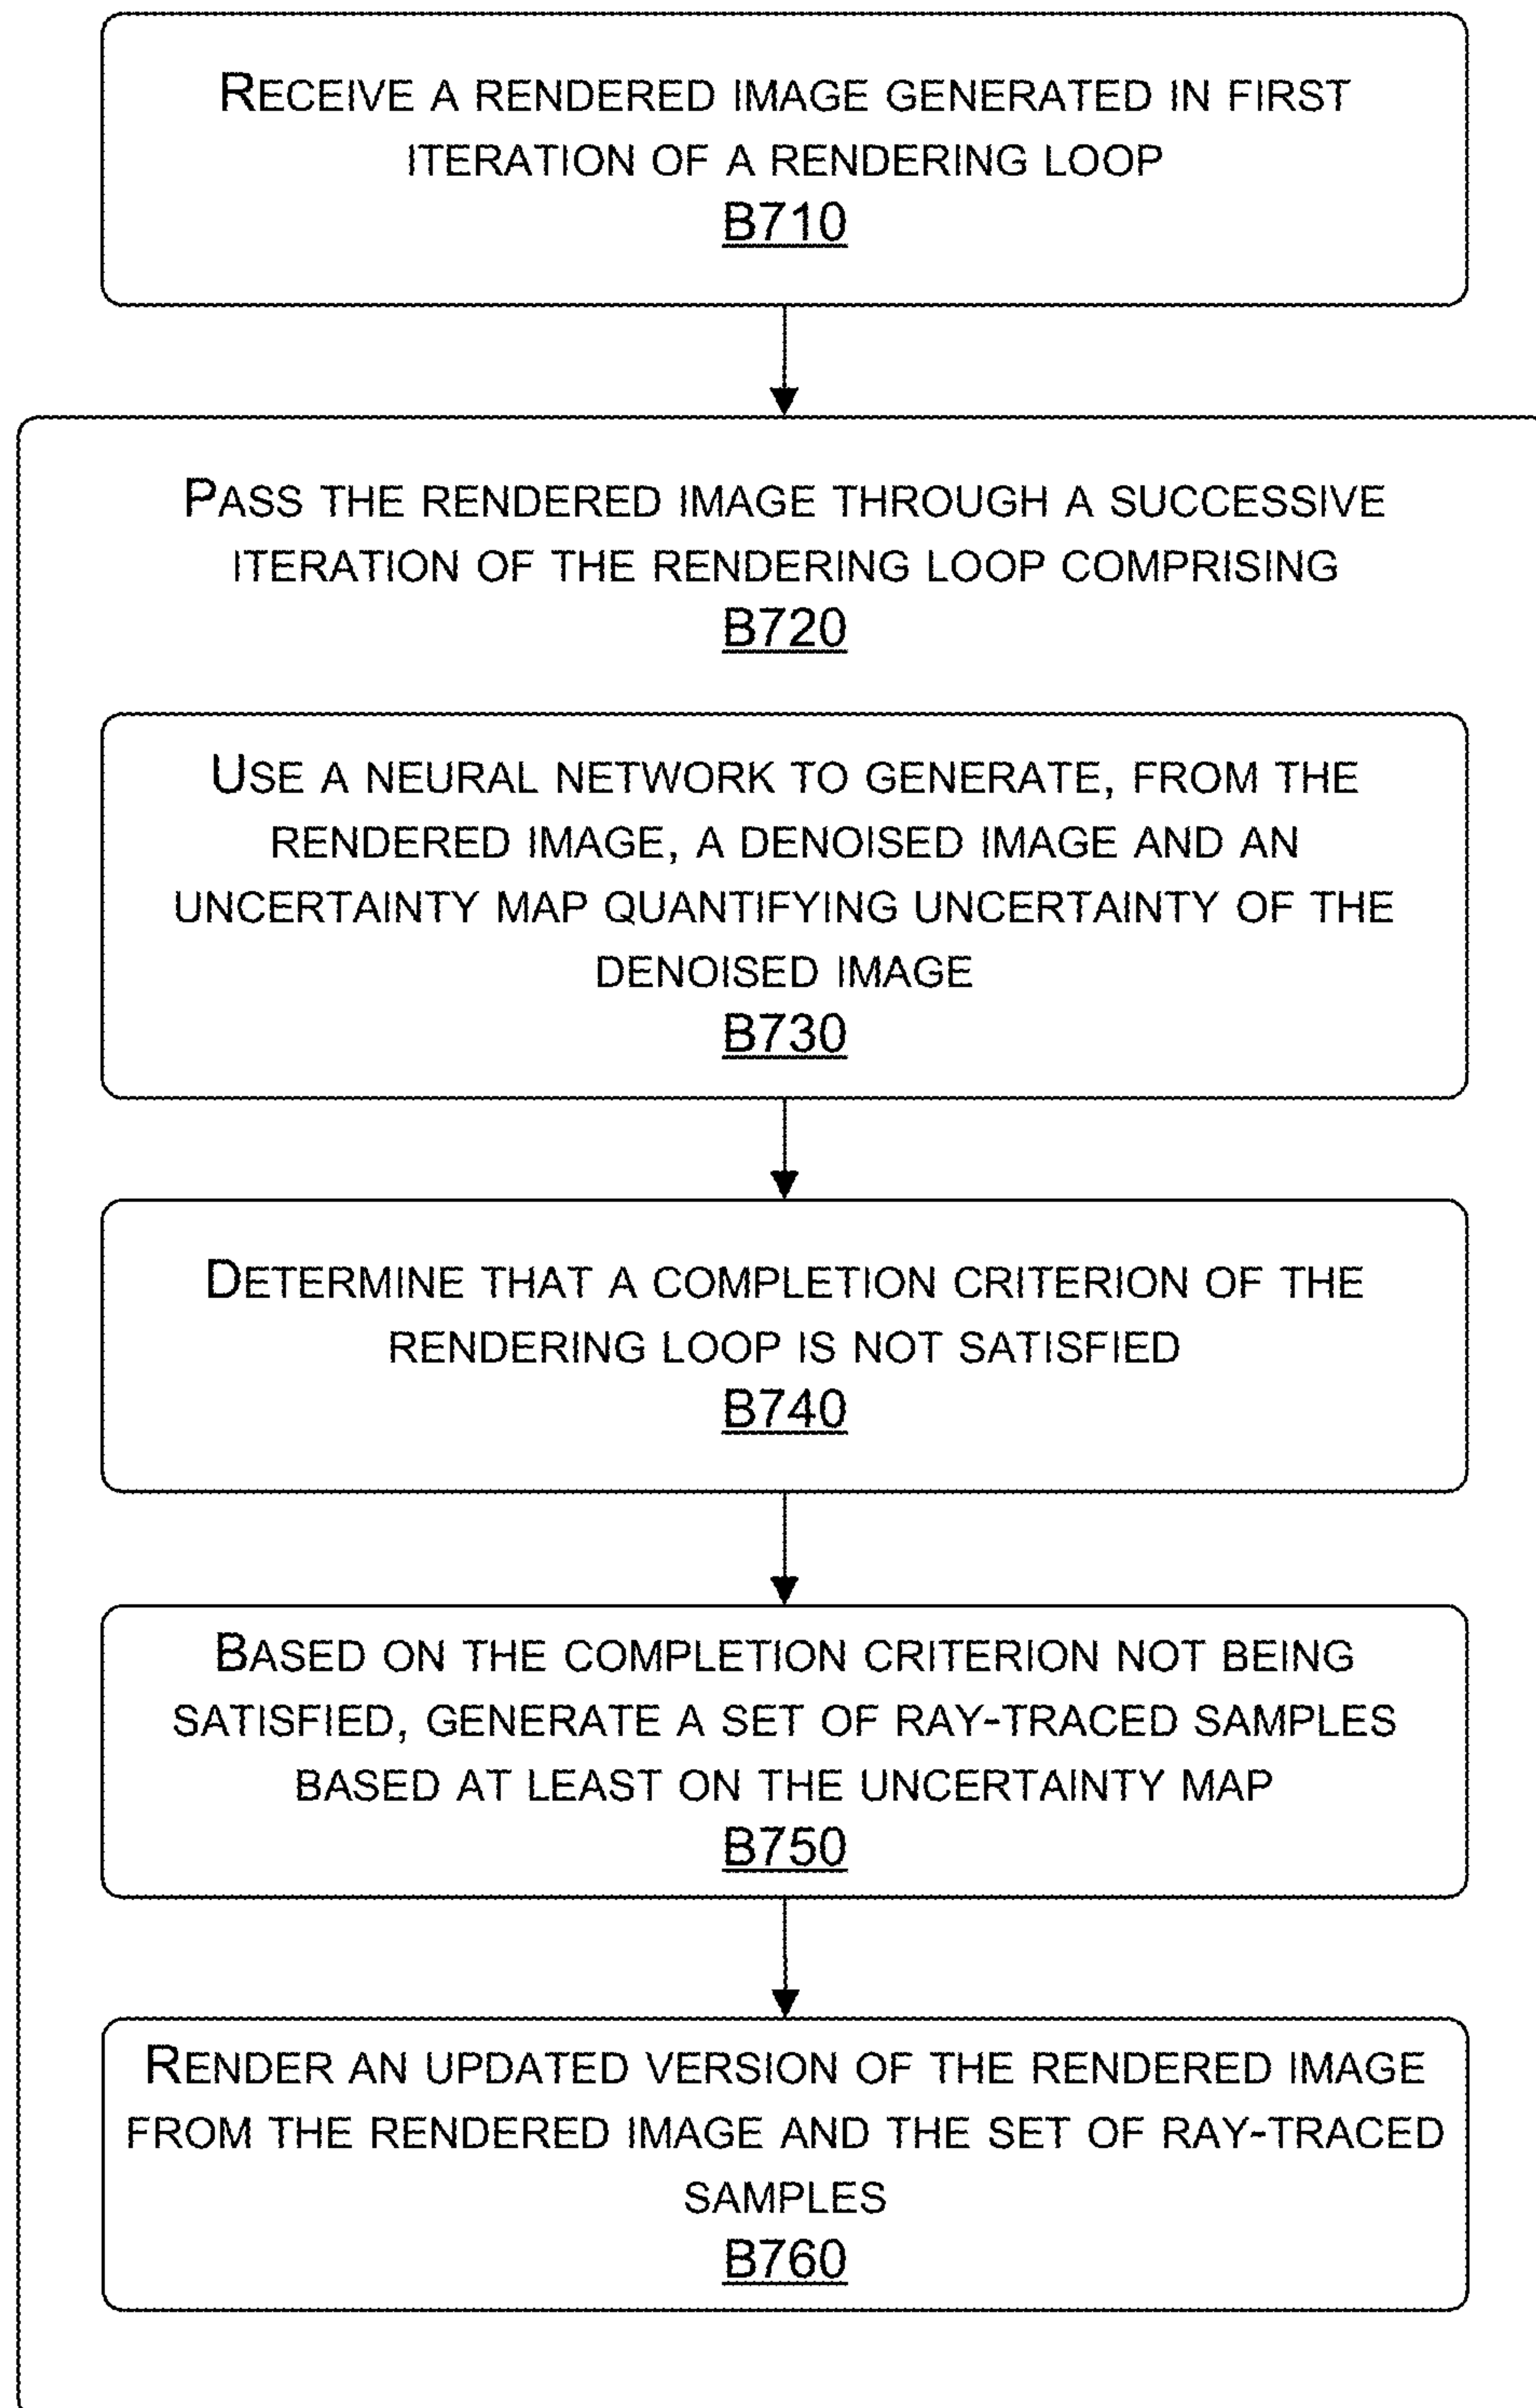 RECEIVE A RENDERED IMAGE GENERATED IN FIRST
ITERATION OF A RENDERING LOOP
B710
PASS THE RENDERED IMAGE THROUGH A SUCCESSIVE
ITERATION OF THE RENDERING LOOP COMPRISING
B720
USE A NEURAL NETWORK TO GENERATE, FROM THE
RENDERED IMAGE, A DENOISED IMAGE AND AN
UNCERTAINTY MAP QUANTIFYING UNCERTAINTY OF THE
DENOISED IMAGE
B730
DETERMINE THAT A COMPLETION CRITERION OF THE
RENDERING LOOP IS NOT SATISFIED
B740
BASED ON THE COMPLETION CRITERION NOT BEING
SATISFIED, GENERATE A SET OF RAY-TRACED SAMPLES
BASED AT LEAST ON THE UNCERTAINTY MAP
B750
RENDER AN UPDATED VERSION OF THE RENDERED IMAGE
FROM THE RENDERED IMAGE AND THE SET OF RAY-TRACED
SAMPLES
B760